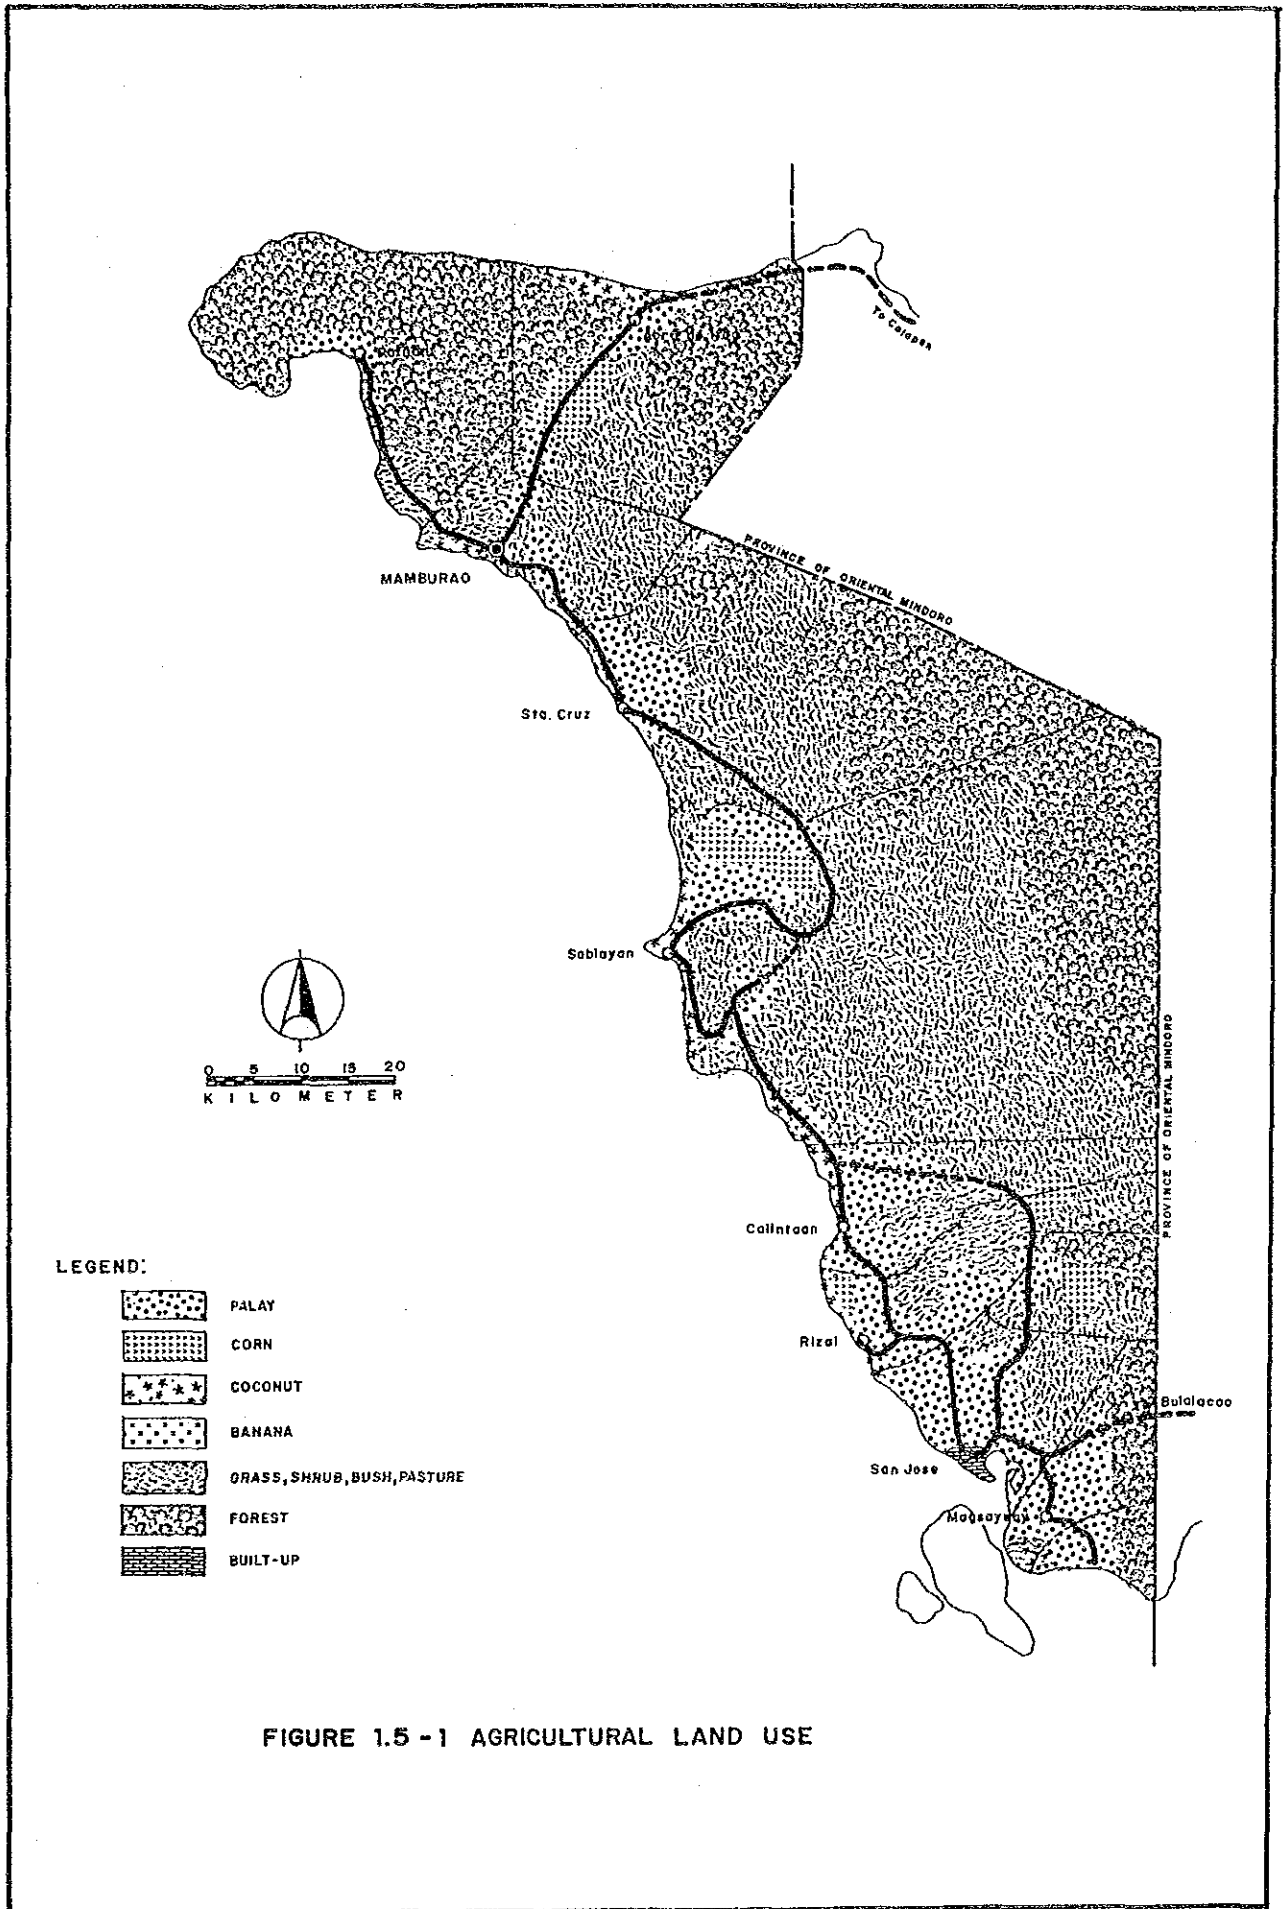 To Calapan
PROVINCE OF ORIENTAL MINDORO
MAMBURAO
Sta. Cruz
Sablayan
0 5 10 15 20
KILOMETER
PROVINCE OF ORIENTAL MINDORO
Calintaan
LEGEND:
PALAY
CORN
COCONUT
BANANA
GRASS, SHRUB, BUSH, PASTURE
FOREST
BUILT-UP
Rizal
Bulalacao
San Jose
Magsaysay
FIGURE 1.5-1 AGRICULTURAL LAND USE